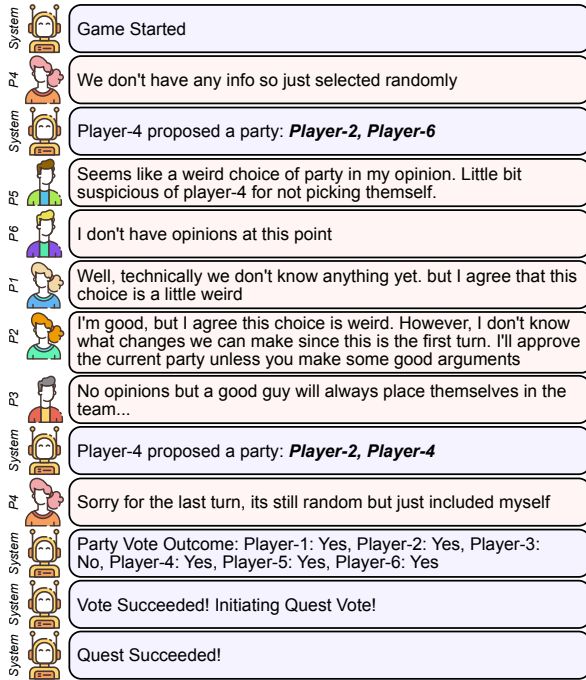 System
Game Started
P4
We don't have any info so just selected randomly
System
Player-4 proposed a party: Player-2, Player-6
P5
Seems like a weird choice of party in my opinion. Little bit
suspicious of player-4 for not picking themself.
P6
I don't have opinions at this point
P1
Well, technically we don't know anything yet. but I agree that this
choice is a little weird
P2
I'm good, but I agree this choice is weird. However, I don't know
what changes we can make since this is the first turn. I'll approve
the current party unless you make some good arguments
P3
No opinions but a good guy will always place themselves in the
team...
System
Player-4 proposed a party: Player-2, Player-4
P4
Sorry for the last turn, its still random but just included myself
System
Party Vote Outcome: Player-1: Yes, Player-2: Yes, Player-3:
No, Player-4: Yes, Player-5: Yes, Player-6: Yes
System
Vote Succeeded! Initiating Quest Vote!
System
Quest Succeeded!